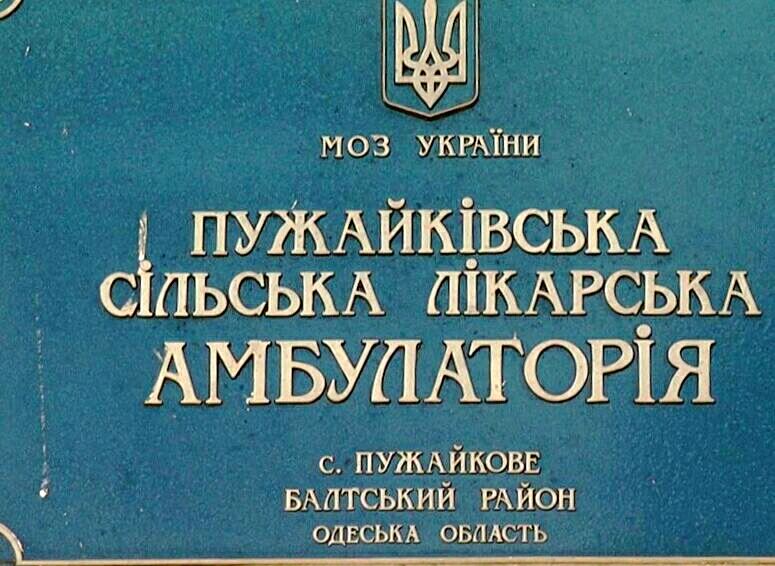 МОЗ УКРАЇНИ
ПУЖАЙКІВСЬКА
СІЛЬСЬКА ЛІКАРСЬКА
АМБУЛАТОРІЯ
с. ПУЖАЙКОВЕ
БАЛТСЬКИЙ РАЙОН
ОДЕСЬКА ОБЛАСТЬ